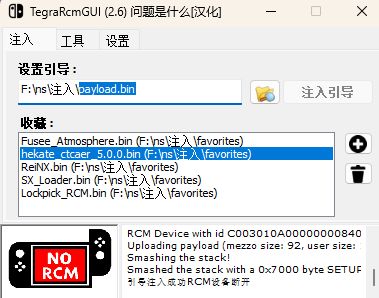 TegraRcmGUI (2.6) 问题是什么[汉化]
注入 工具 设置
设置引导：
F:\ns\注入\payload.bin
注入引导
收藏：
Fusee_Atmosphere.bin (F:\ns\注入\favorites)
hekate_ctcaer_5.0.0.bin (F:\ns\注入\favorites)
ReiNX.bin (F:\ns\注入\favorites)
SX_Loader.bin (F:\ns\注入\favorites)
Lockpick_RCM.bin (F:\ns\注入\favorites)
NO
RCM
RCM Device with id C003010A00000000840
Uploading payload (mezzo size: 92, user size:
Smashing the stack!
Smashed the stack with a 0x7000 byte SETUP
引导注入成功RCM设备断开